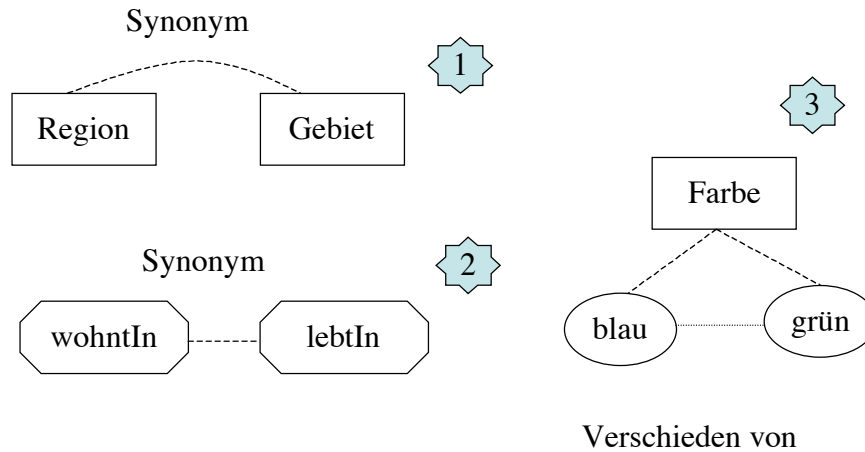 Synonym
1
Region
Gebiet
3
Farbe
Synonym
2
wohntIn
lebtIn
blau
grün
Verschieden von